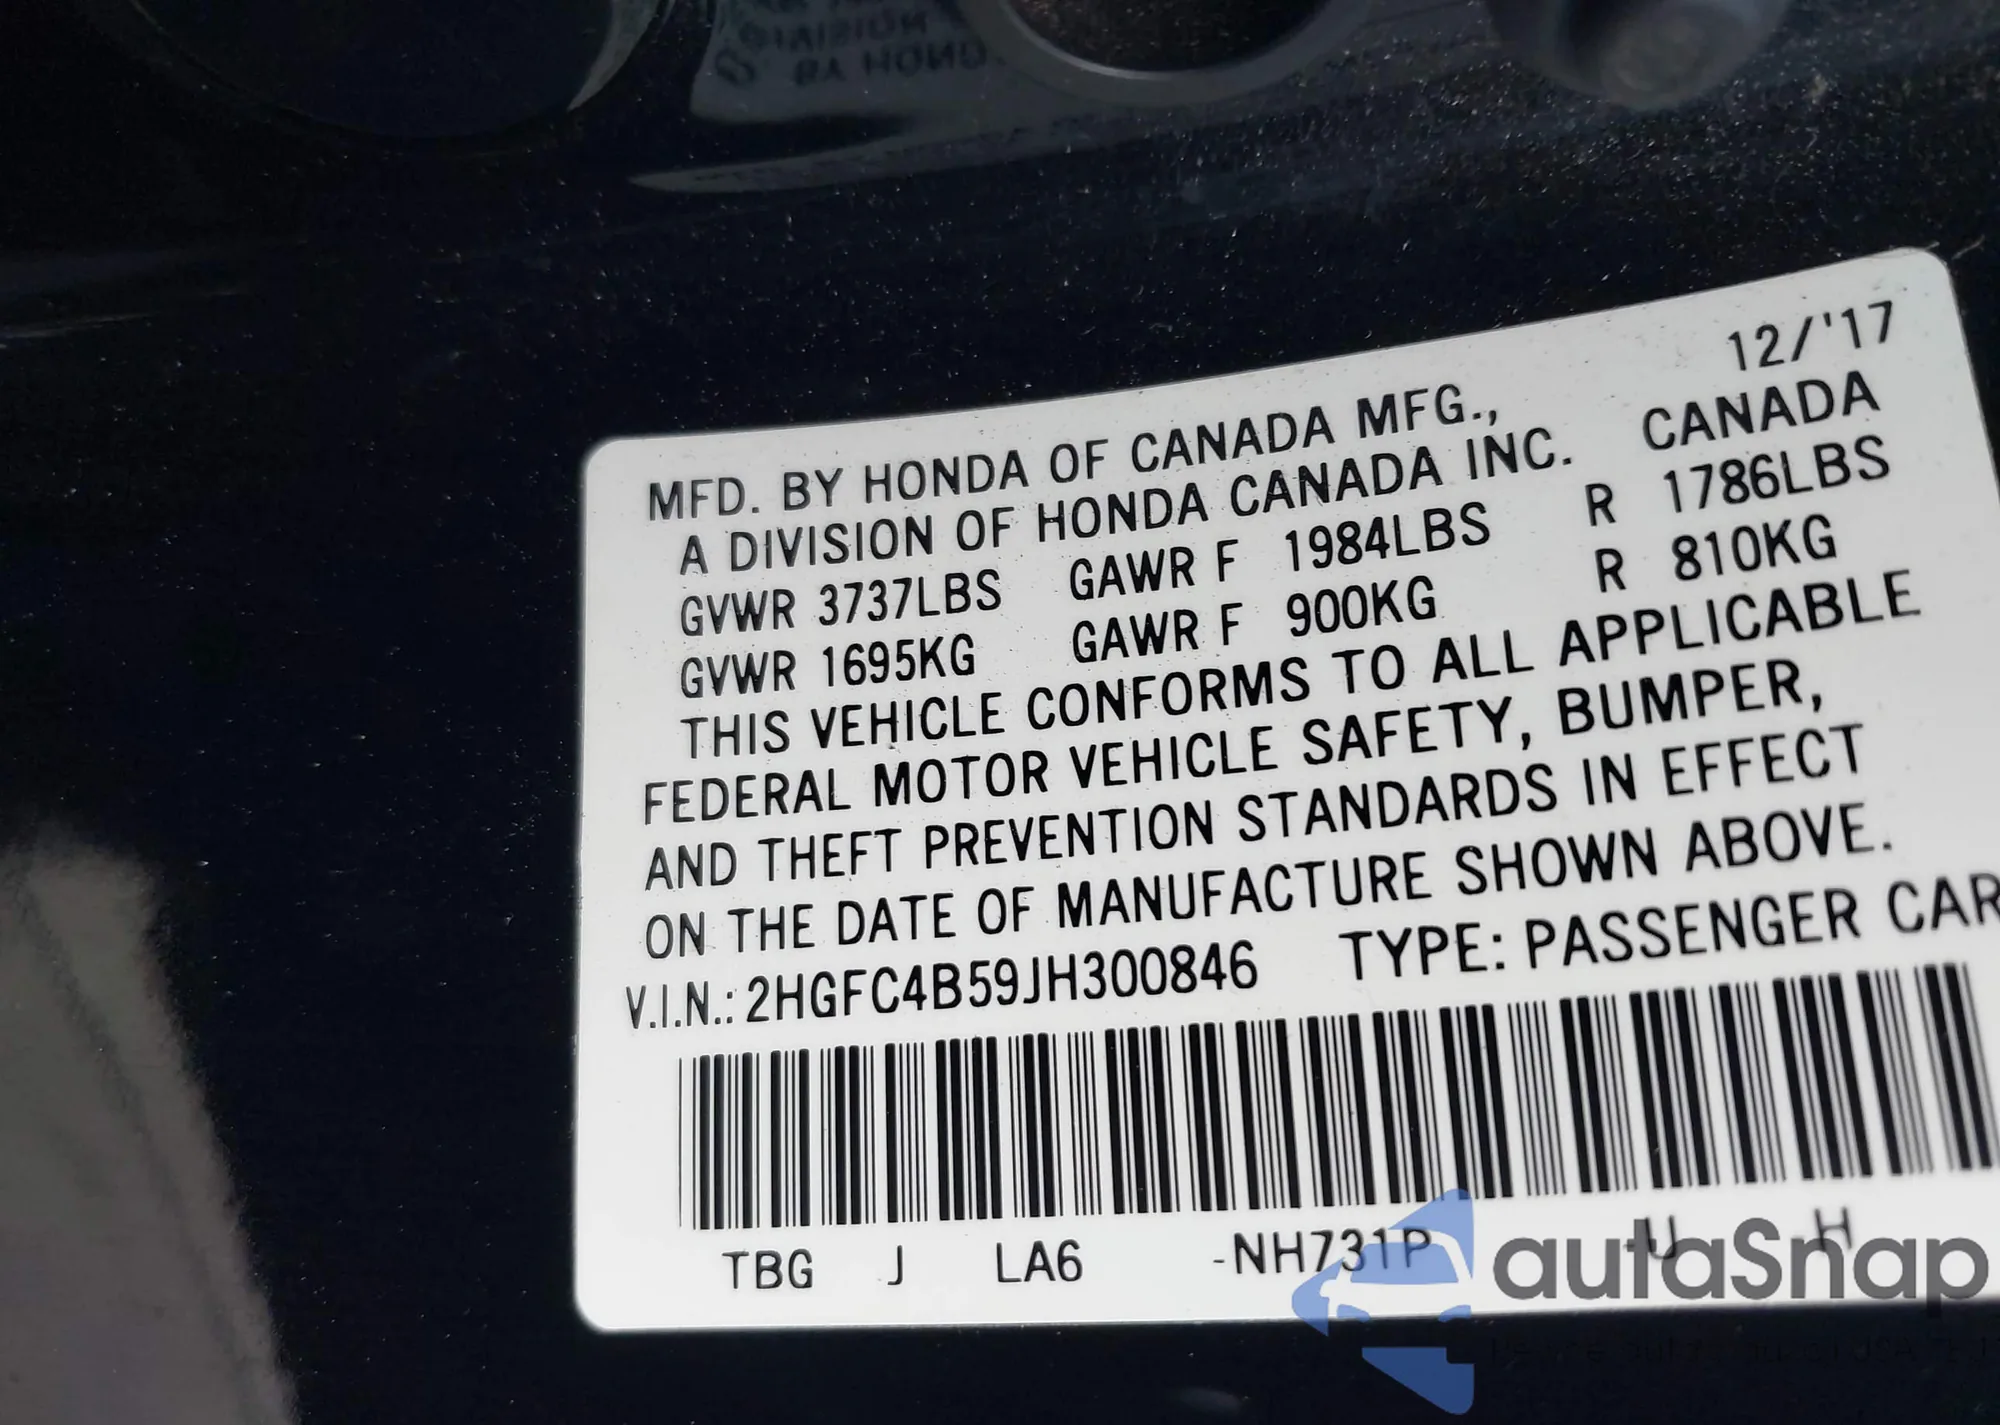 12/'17
MFD. BY HONDA OF CANADA MFG.,
A DIVISION OF HONDA CANADA INC. CANADA
GVWR 3737LBS GAWR F 1984LBS R 1786LBS
GVWR 1695KG GAWR F 900KG R 810KG
THIS VEHICLE CONFORMS TO ALL APPLICABLE
FEDERAL MOTOR VEHICLE SAFETY, BUMPER,
AND THEFT PREVENTION STANDARDS IN EFFECT
ON THE DATE OF MANUFACTURE SHOWN ABOVE.
V.I.N.: 2HGFC4B59JH300846 TYPE: PASSENGER CAR
TBG J LA6 -NH731P -U -H
autaSnap